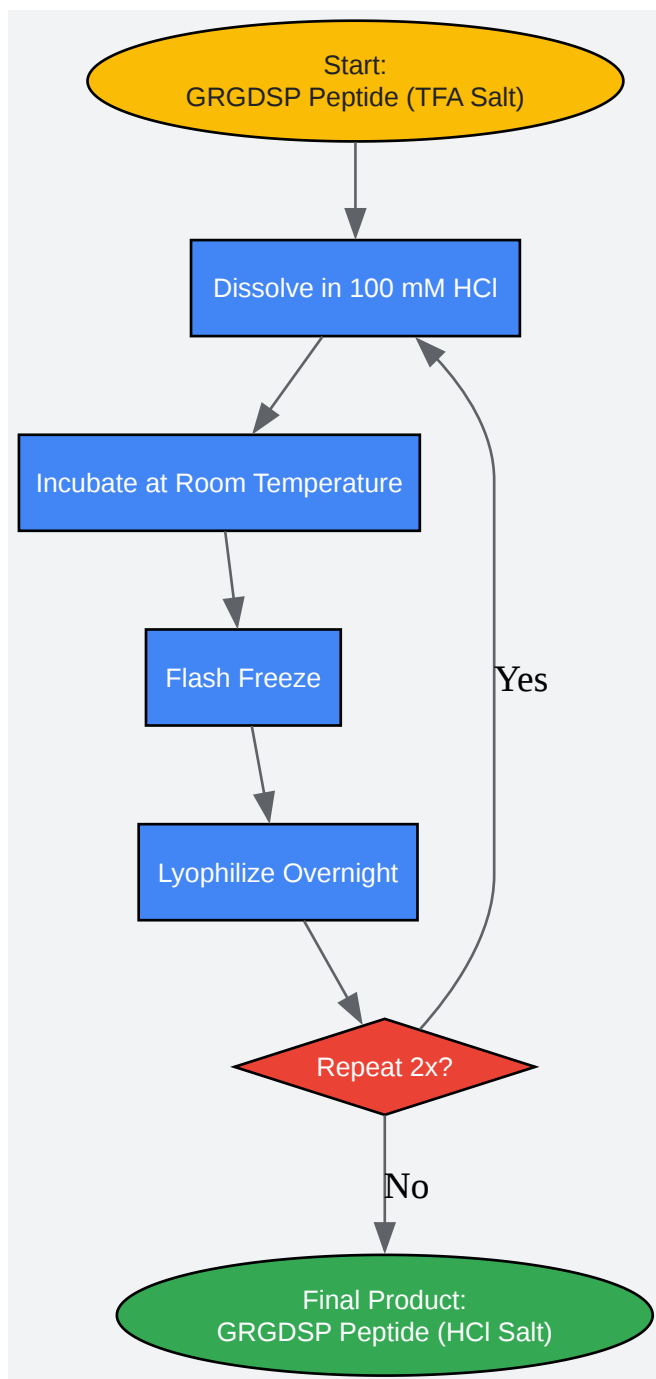 Start:
GRGDSP Peptide (TFA Salt)
Dissolve in 100 mM HCl
Incubate at Room Temperature
Flash Freeze
Yes
Lyophilize Overnight
Repeat 2x?
No
Final Product:
GRGDSP Peptide (HCl Salt)